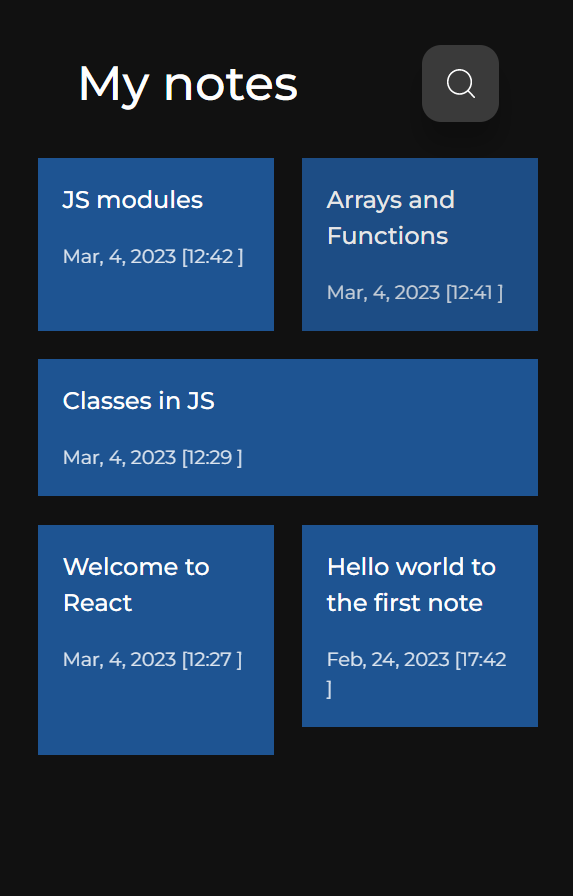 My notes
JS modules
Mar, 4, 2023 [12:42 ]
Arrays and
Functions
Mar, 4, 2023 [12:41 ]
Classes in JS
Mar, 4, 2023 [12:29 ]
Welcome to
React
Mar, 4, 2023 [12:27 ]
Hello world to
the first note
Feb, 24, 2023 [17:42
]